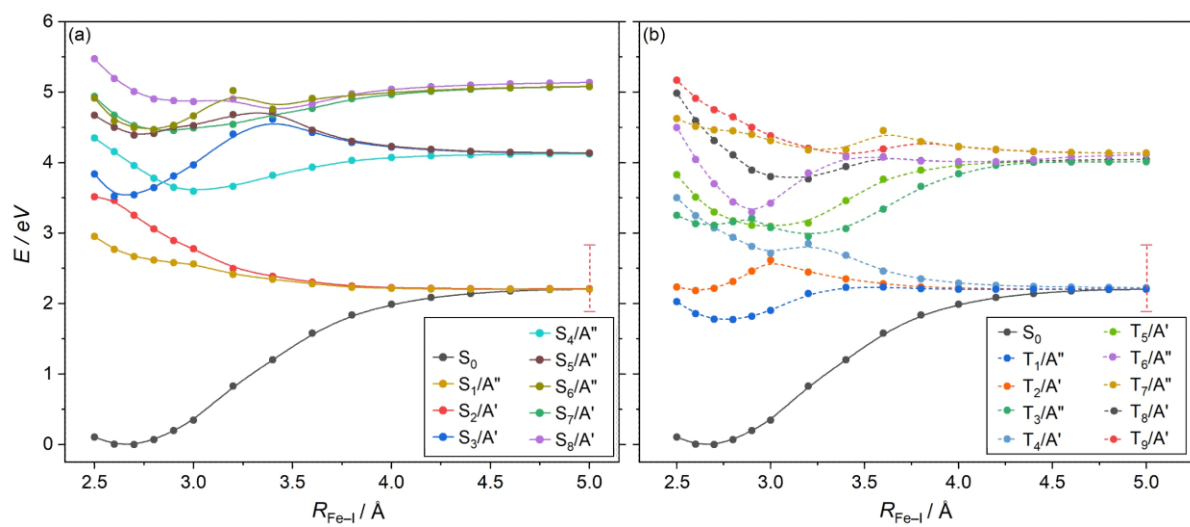 (a)
(b)
6
5
4
3
2
1
0
E / eV
2.5 3.0 3.5 4.0 4.5 5.0
2.5 3.0 3.5 4.0 4.5 5.0
R Fe–I / Å
R Fe–I / Å
S0
S1/A"
S2/A'
S3/A'
S4/A"
S5/A"
S6/A"
S7/A'
S8/A'
S0
T1/A"
T2/A'
T3/A"
T4/A'
T5/A'
T6/A"
T7/A"
T8/A'
T9/A'